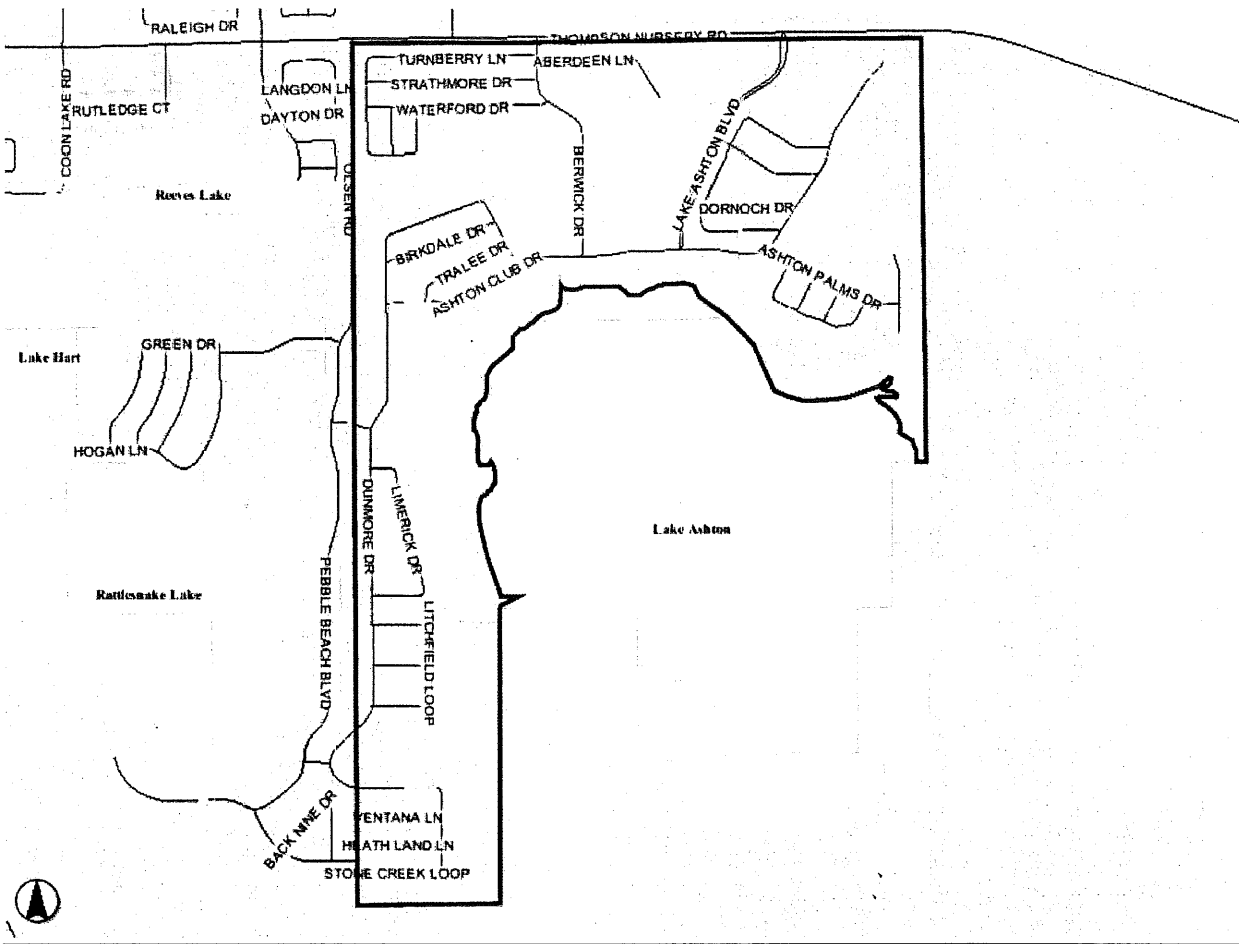 RALEIGH DR
THOMPSON NURSERY RD
TURNBERRY LN
ABERDEEN LN
COON LAKE RD
LANGDON LN
STRATHMORE DR
RUTLEDGE CT
DAYTON DR
WATERFORD DR
LAKE ASHTON BLVD
BERWICK DR
OLSEN RD
Reeves Lake
DORNOCH DR
BIRKDALE DR
TRALEE DR
ASHTON CLUB DR
ASHTON PALMS DR
GREEN DR
Lake Hart
HOGAN LN
DUNMORE DR
LIMERICK DR
Lake Ashton
PEBBLE BEACH BLVD
Rattlesnake Lake
LITCHFIELD LOOP
BACK NINE DR
VENTANA LN
HEATH LAND LN
STONE CREEK LOOP